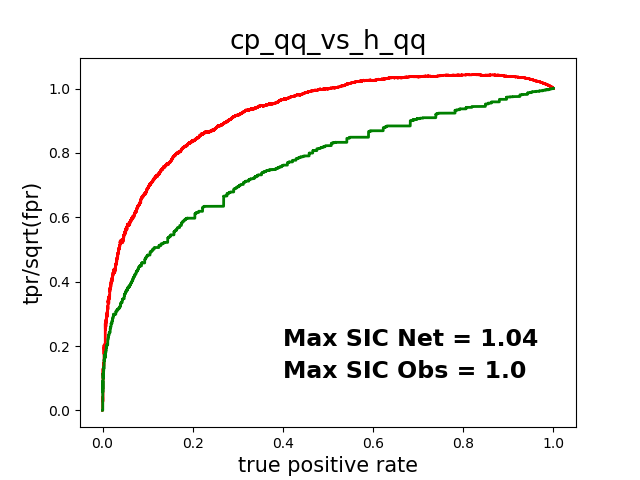 cp_qq_vs_h_qq
tpr/sqrt(fpr)
1.0
0.8
0.6
0.4
0.2
0.0
Max SIC Net = 1.04
Max SIC Obs = 1.0
0.0 0.2 0.4 0.6 0.8 1.0
true positive rate